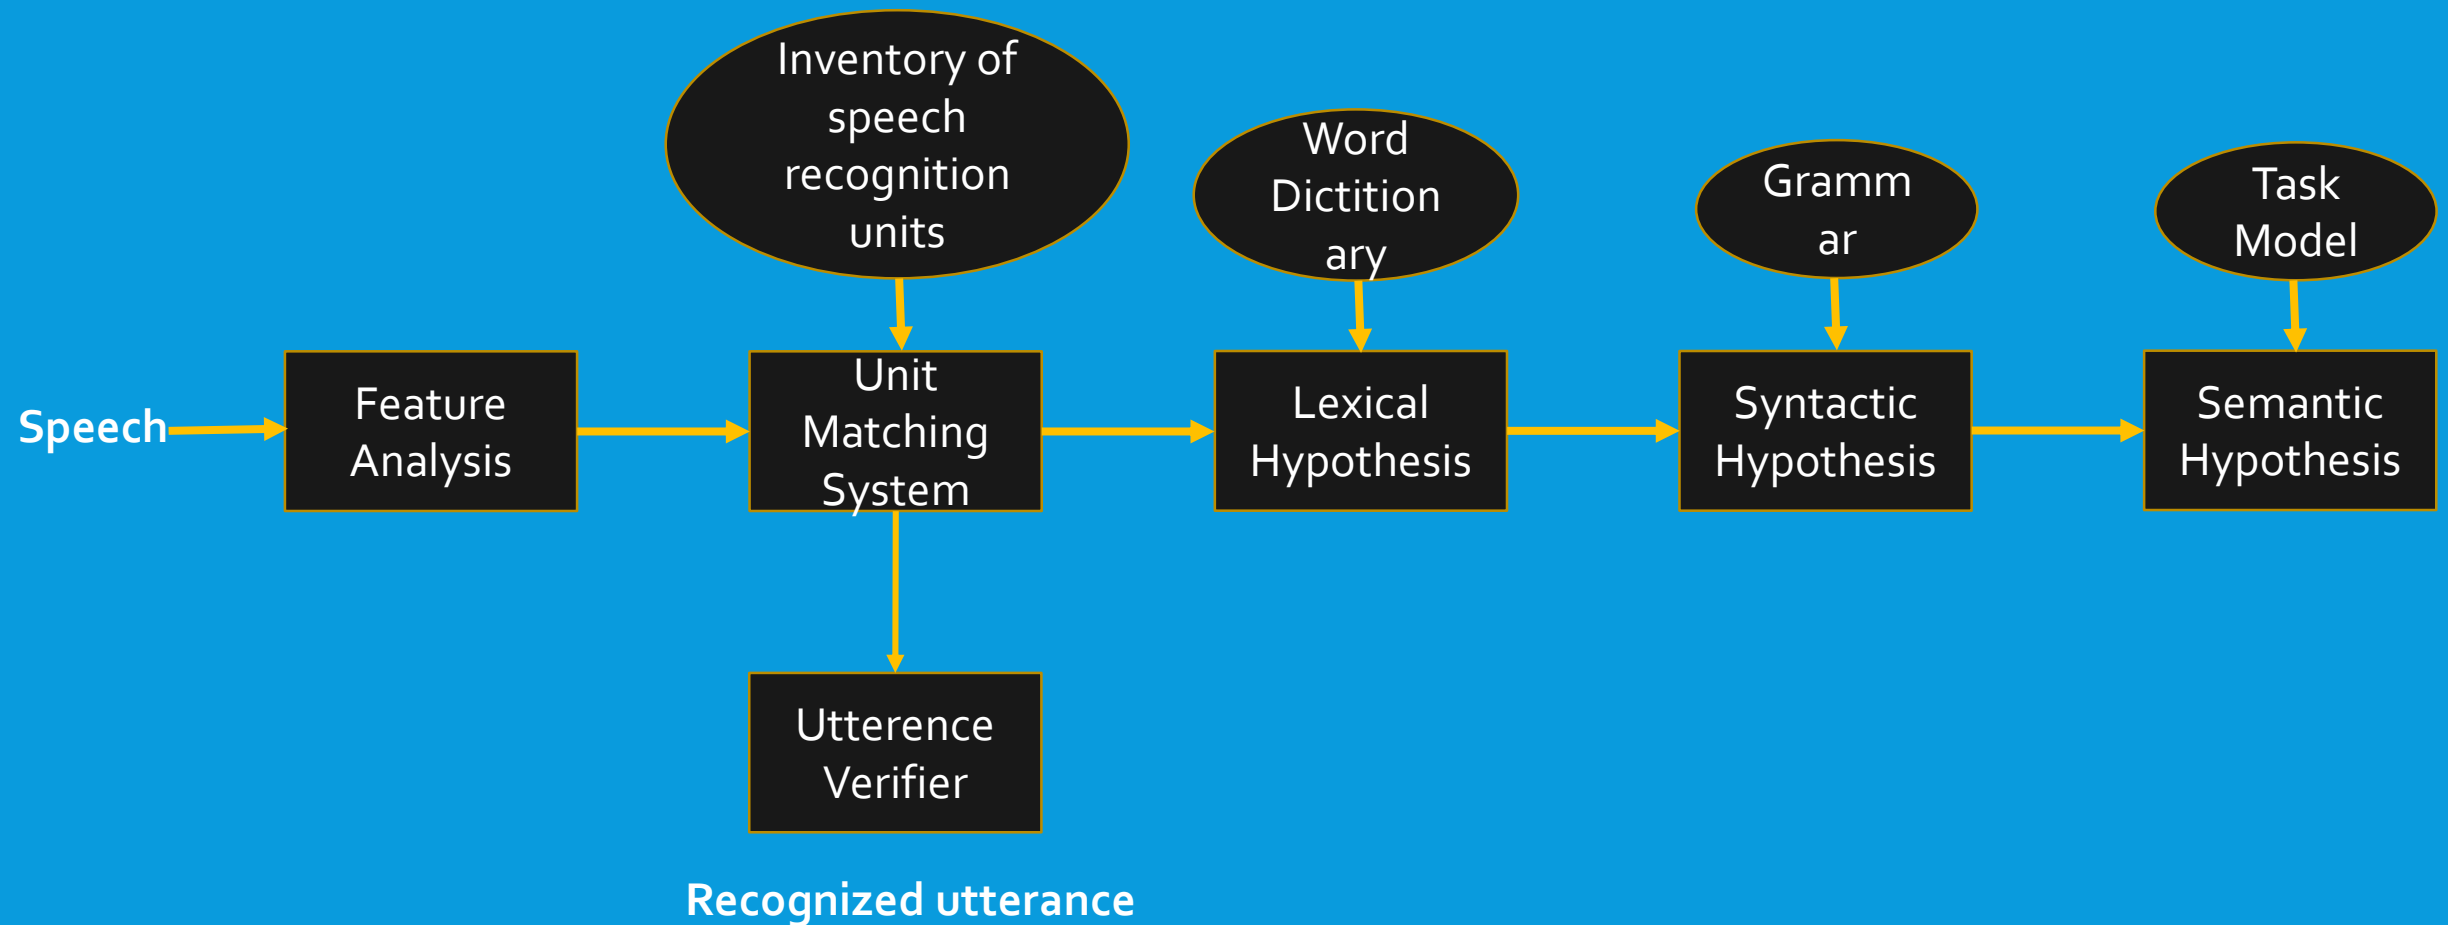 Inventory of
speech
recognition
units
Word
Dictition
ary
Gramm
ar
Task
Model
Speech
Feature
Analysis
Unit
Matching
System
Lexical
Hypothesis
Syntactic
Hypothesis
Semantic
Hypothesis
Utterence
Verifier
Recognized utterance